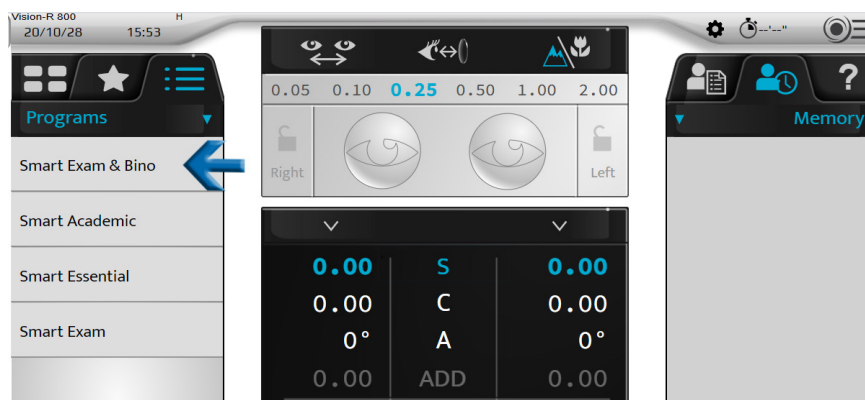 Vision-R 800
H
20/10/28 15:53
--'--"
0.05 0.10 0.25 0.50 1.00 2.00
?
Programs
Memory
Right
Left
Smart Exam & Bino
Smart Academic
Smart Essential
Smart Exam
0.00 S 0.00
0.00 C 0.00
0° A 0°
0.00 ADD 0.00